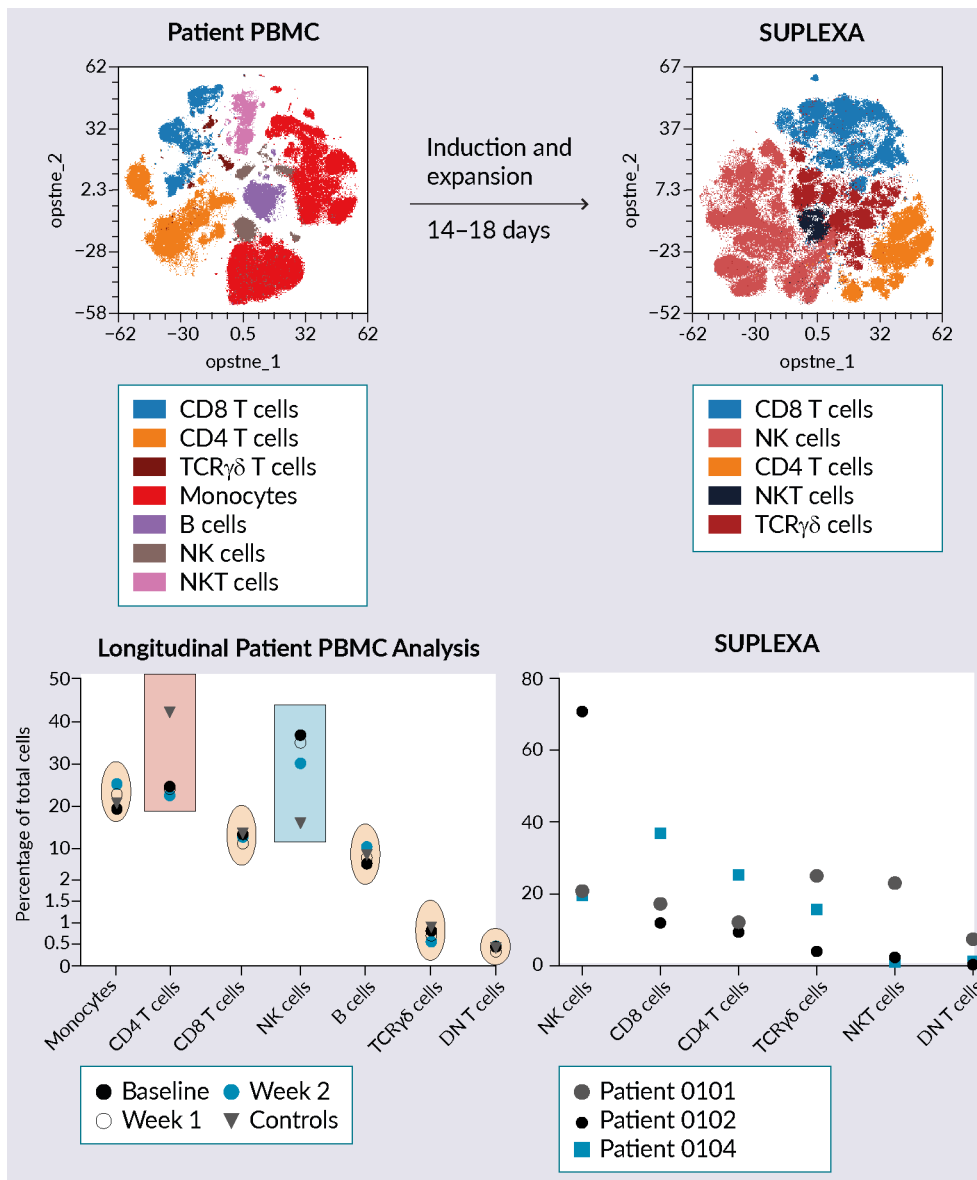 Patient PBMC
SUPLEXA
62
32
2.3
−28
−58
opstne_2
−62
−30
0.5
32
62
opstne_1
Induction and
expansion
14–18 days
67
37
7.3
−23
−52
opstne_2
−62
-30
0.5
32
62
opstne_1
CD8 T cells
CD4 T cells
TCRγδ T cells
Monocytes
B cells
NK cells
NKT cells
CD8 T cells
NK cells
CD4 T cells
NKT cells
TCRγδ cells
Longitudinal Patient PBMC Analysis
Percentage of total cells
50
40
30
20
10
2
1.5
1
0.5
0
Monocytes
CD4 T cells
CD8 T cells
NK cells
B cells
TCRγδ cells
DN T cells
Baseline
Week 2
Week 1
Controls
SUPLEXA
80
60
40
20
0
NK cells
CD8 cells
CD4 T cells
TCRγδ cells
NKT cells
DN T cells
Patient 0101
Patient 0102
Patient 0104